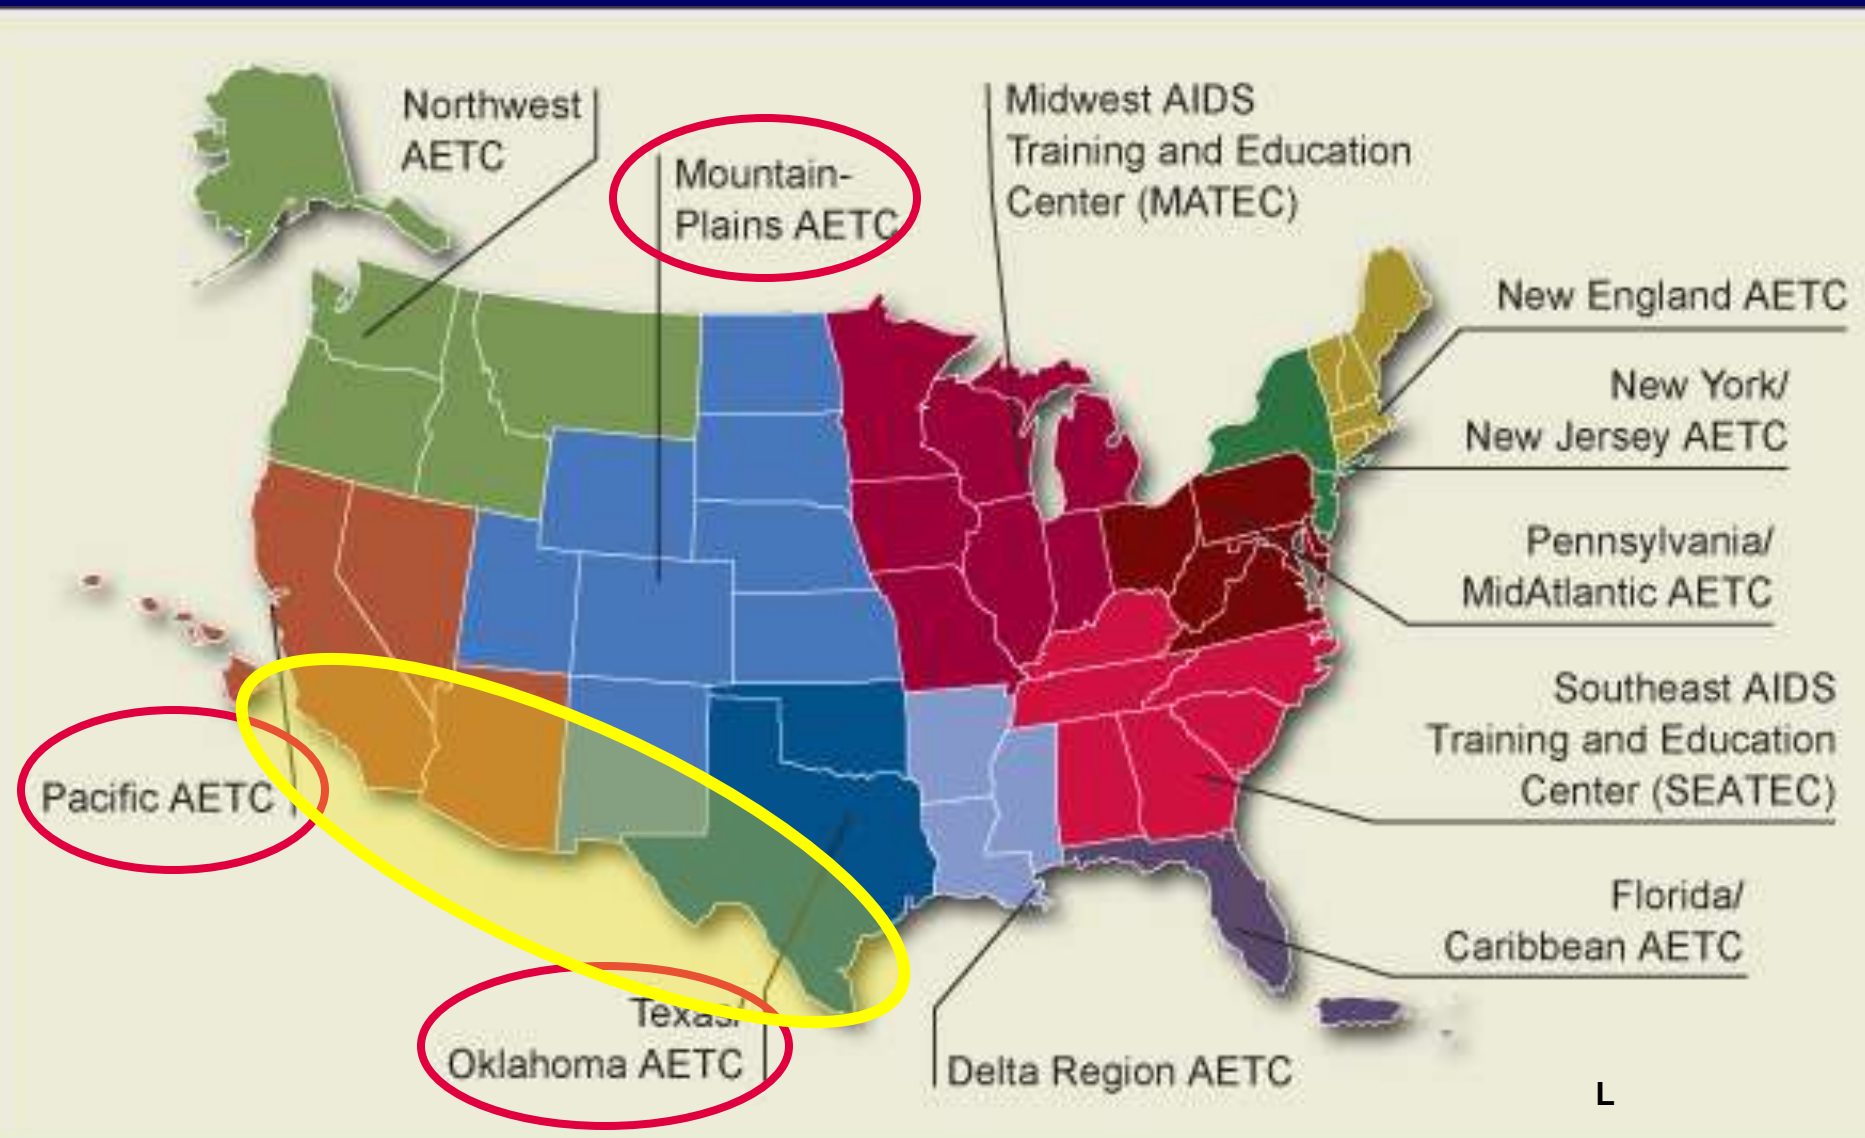 Northwest
AETC
Mountain-
Plains AETC
Midwest AIDS
Training and Education
Center (MATEC)
New England AETC
New York/
New Jersey AETC
Pennsylvania/
MidAtlantic AETC
Southeast AIDS
Training and Education
Center (SEATEC)
Pacific AETC
Florida/
Caribbean AETC
Texas/
Oklahoma AETC
Delta Region AETC
L